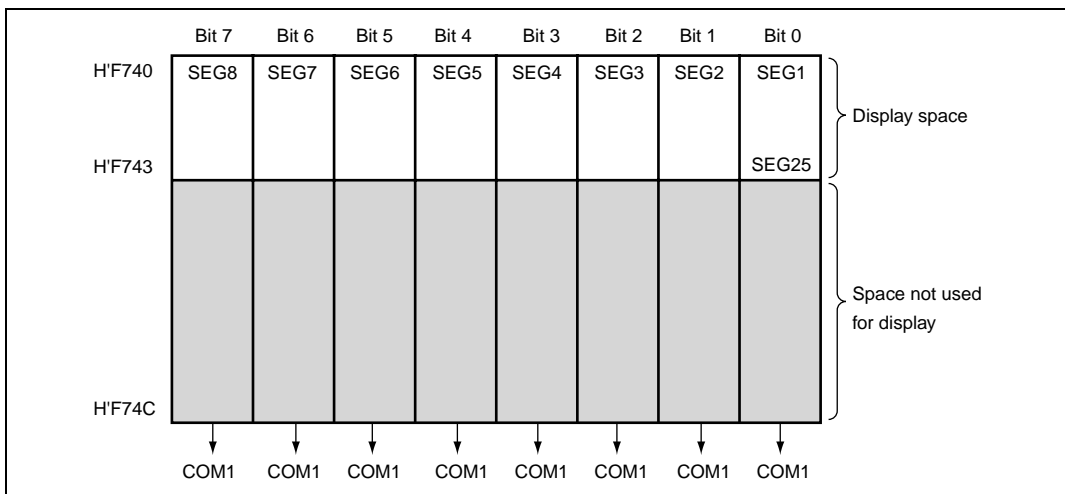 Bit 7 Bit 6 Bit 5 Bit 4 Bit 3 Bit 2 Bit 1 Bit 0
H'F740 SEG8 SEG7 SEG6 SEG5 SEG4 SEG3 SEG2 SEG1
Display space
H'F743 SEG25
Space not used
for display
H'F74C
COM1 COM1 COM1 COM1 COM1 COM1 COM1 COM1